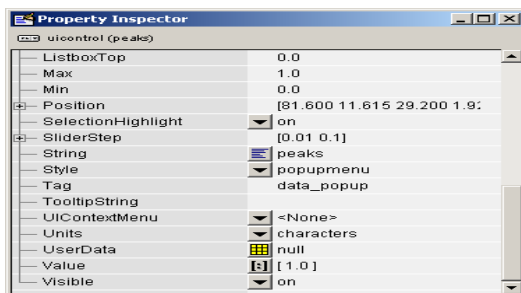 Property Inspector
uicontrol (peaks)
ListboxTop 0.0
Max 1.0
Min 0.0
Position [81.600 11.615 29.200 1.92
SelectionHighlight on
SliderStep [0.01 0.1]
String peaks
Style popupmenu
Tag data_popup
TooltipString
UIContextMenu <None>
Units characters
UserData null
Value [ 1.0 ]
Visible on